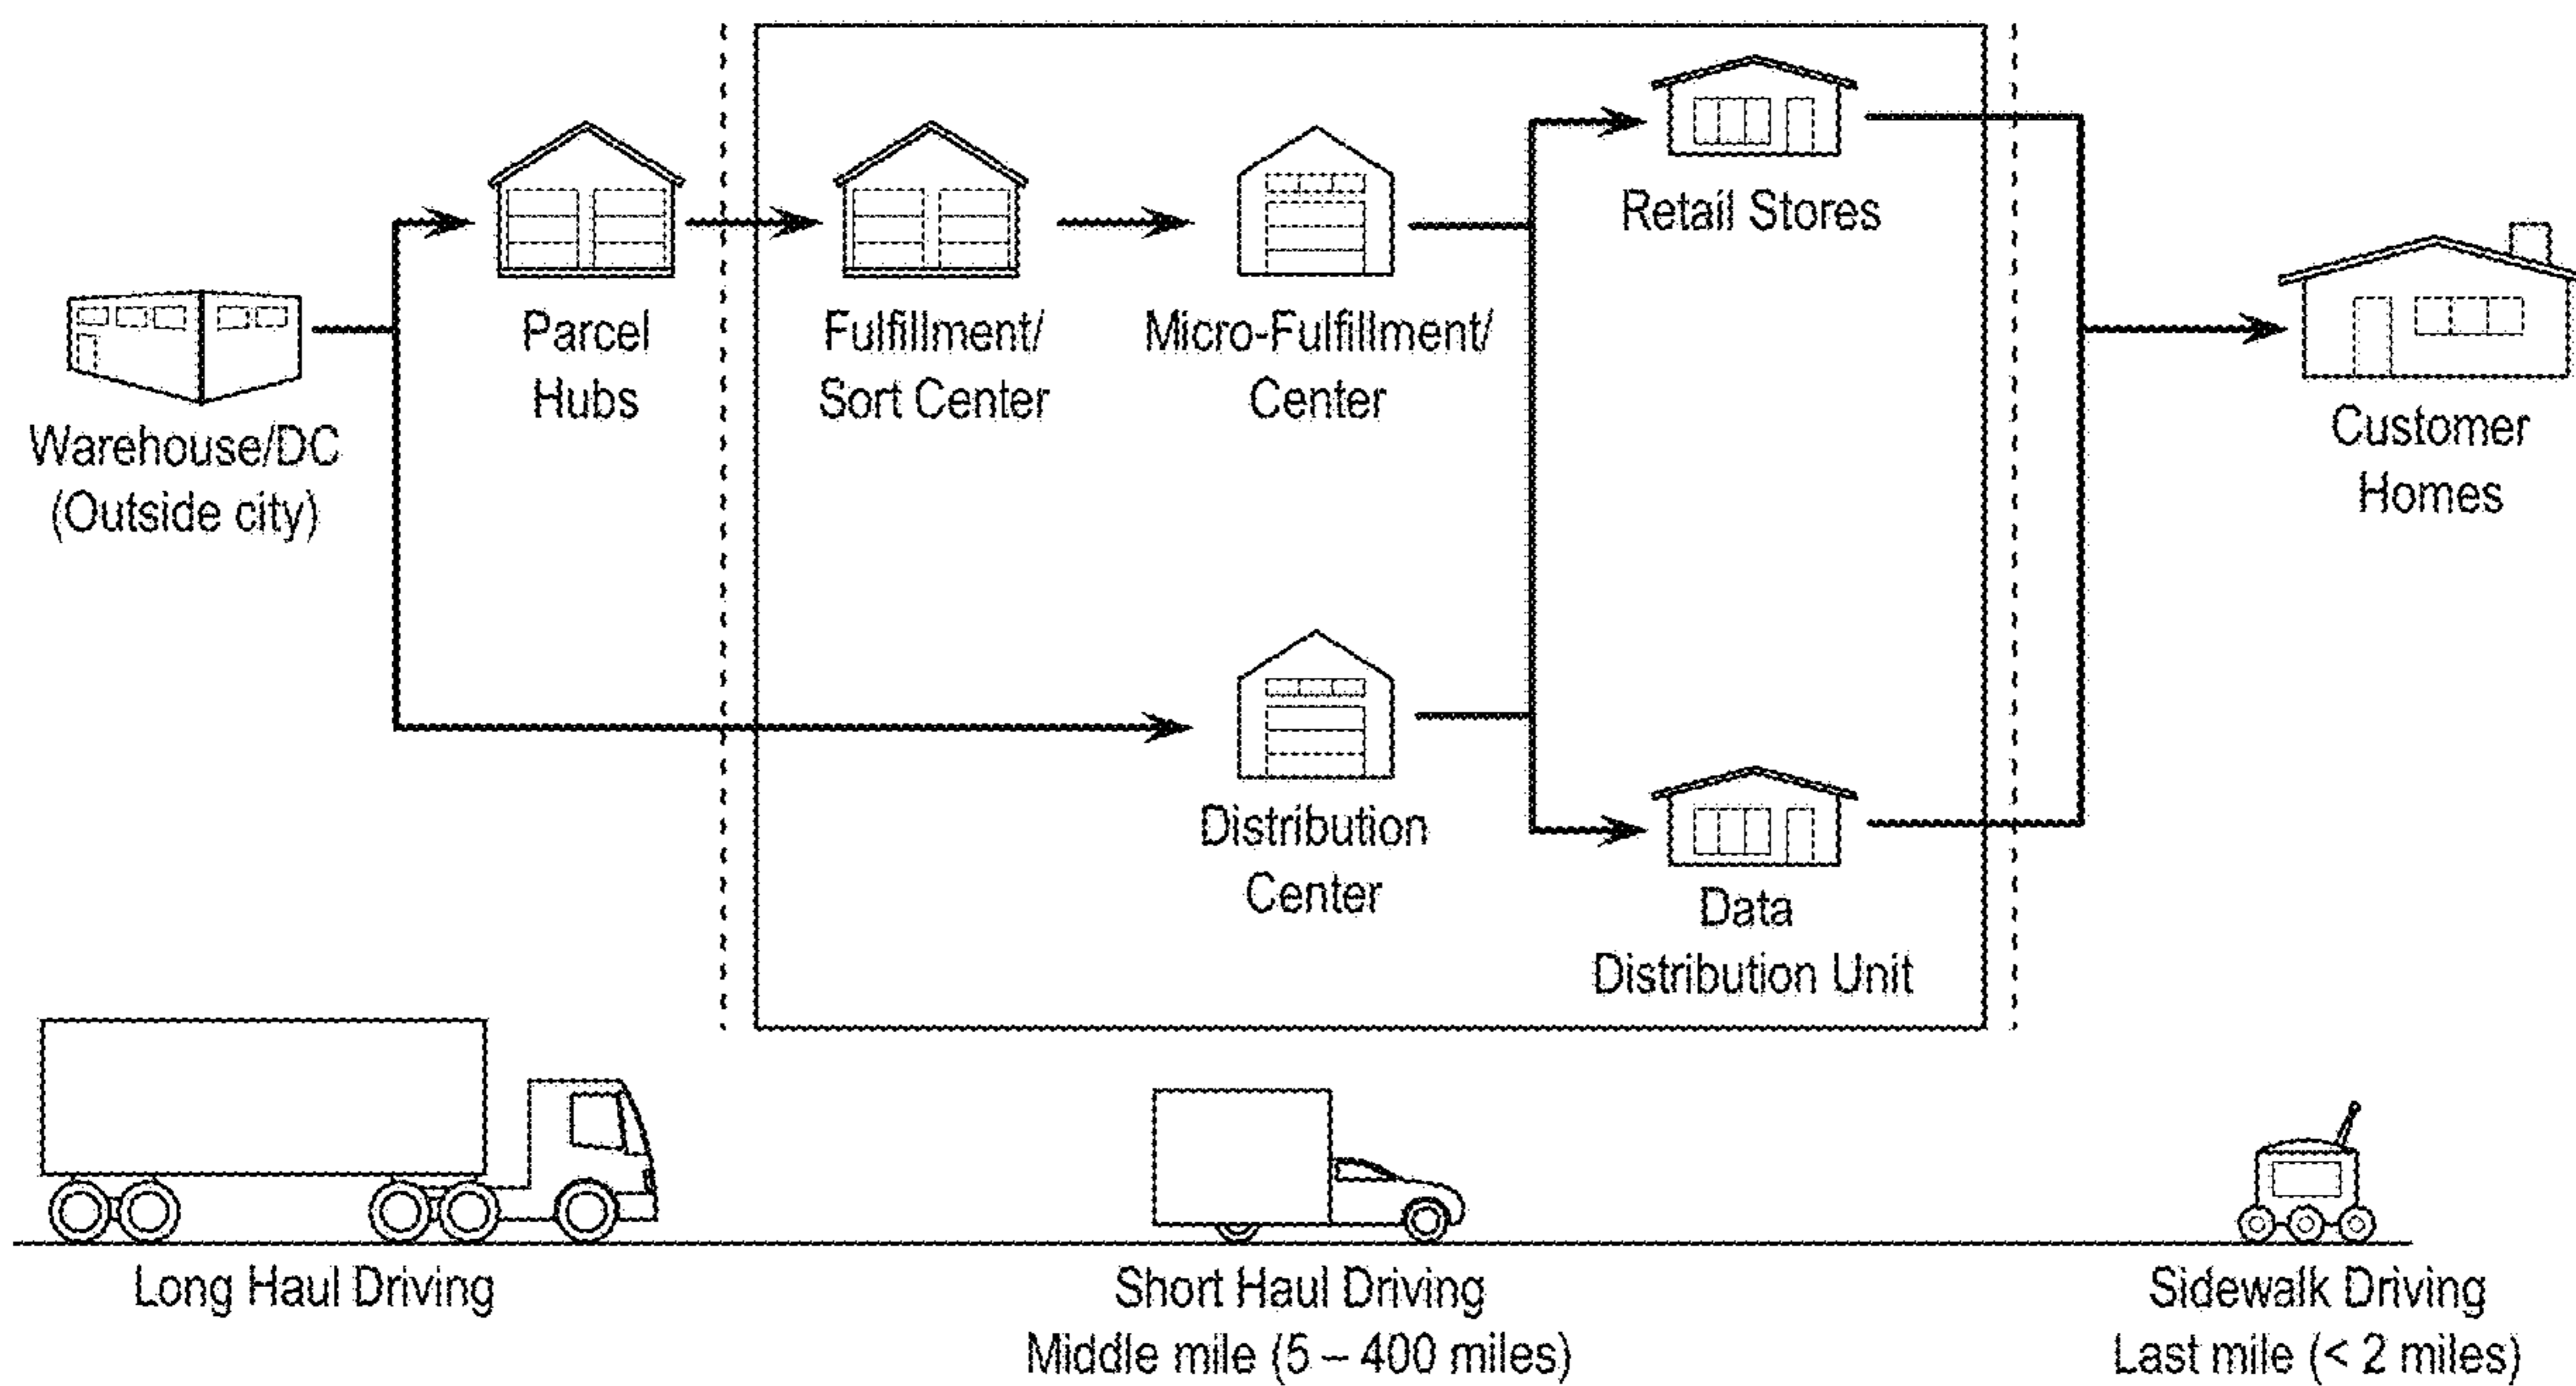 Retail Stores
Parcel
Hubs
Fulfillment/
Sort Center
Micro-Fulfillment/
Center
Warehouse/DC
(Outside city)
Customer
Homes
Distribution
Center
Data
Distribution Unit
Long Haul Driving
Short Haul Driving
Middle mile (5 – 400 miles)
Sidewalk Driving
Last mile (< 2 miles)